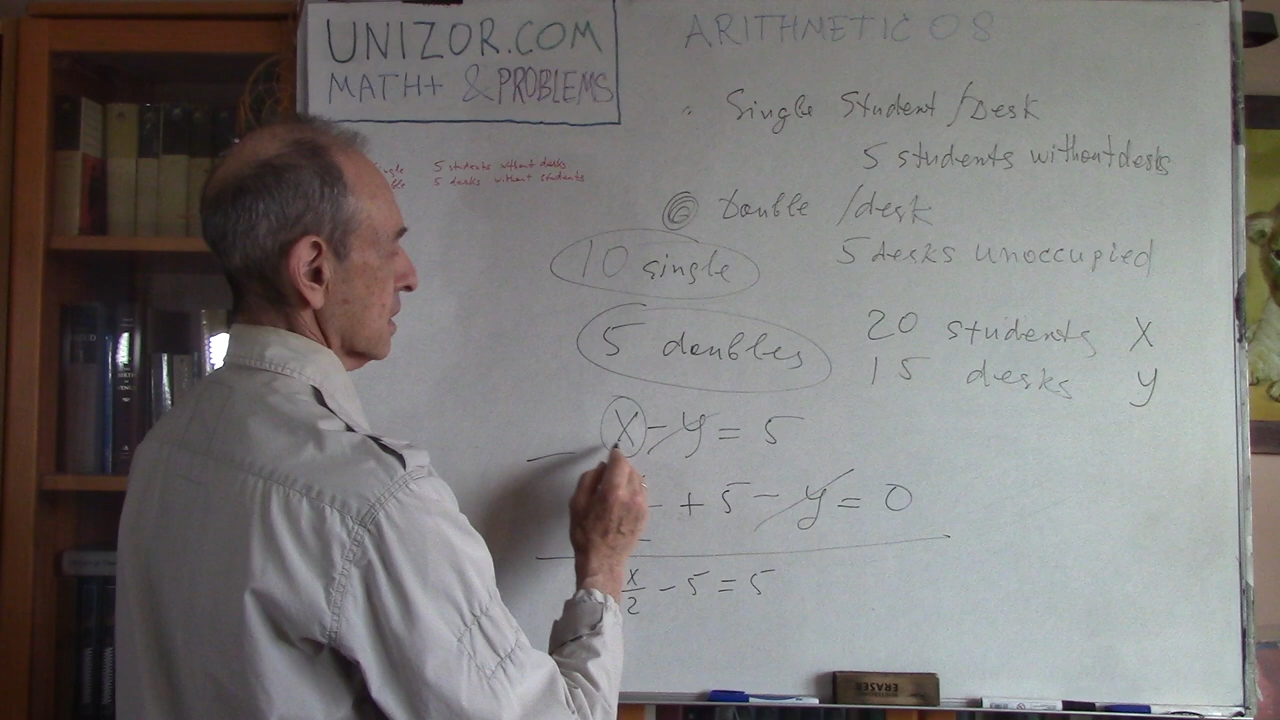 UNIZOR.COM
MATH+ & PROBLEMS
ARITHMETIC 08
Single Student/Desk
5 students without desks
5 students without desks
5 desks without students
Double /desk
5 desks unoccupied
10 single
5 doubles
20 students X
15 desks y
X - y = 5
+ 5 - y = 0
x/2 - 5 = 5
ERASER